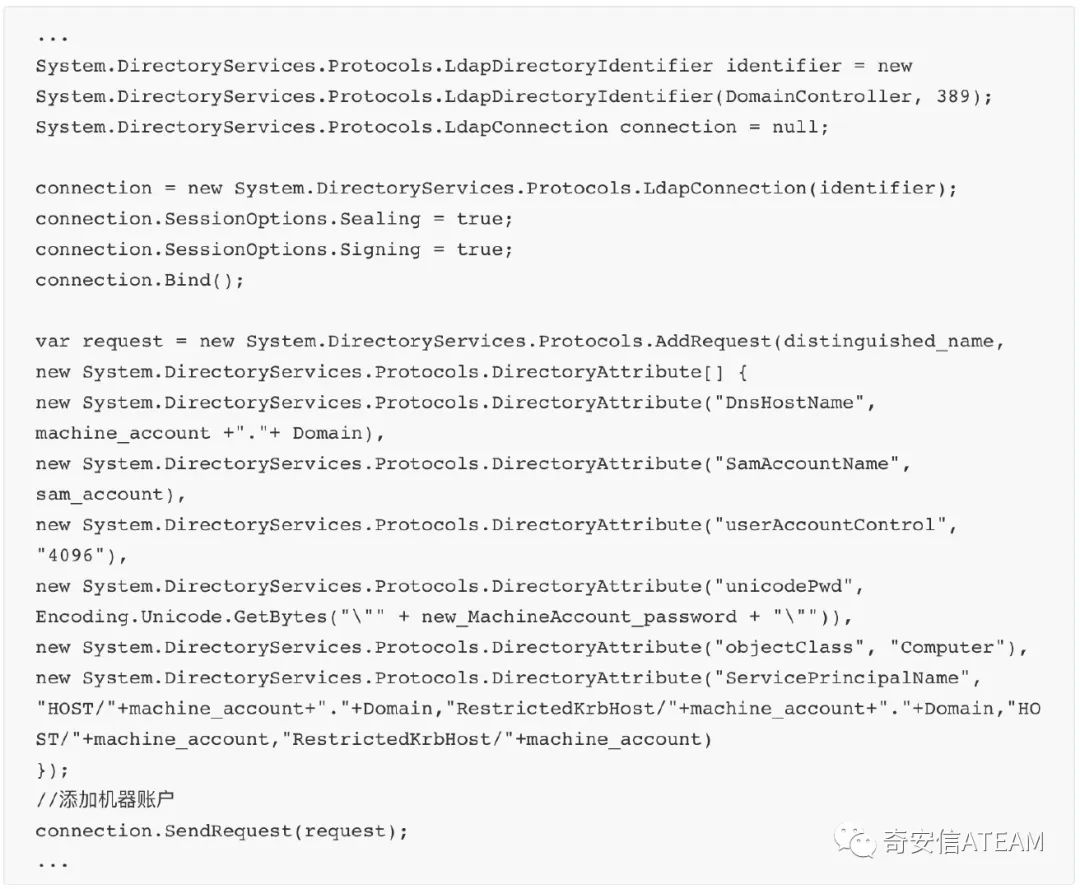 ...
System.DirectoryServices.Protocols.LdapDirectoryIdentifier identifier = new
System.DirectoryServices.Protocols.LdapDirectoryIdentifier(DomainController, 389);
System.DirectoryServices.Protocols.LdapConnection connection = null;
connection = new System.DirectoryServices.Protocols.LdapConnection(identifier);
connection.SessionOptions.Sealing = true;
connection.SessionOptions.Signing = true;
connection.Bind();
var request = new System.DirectoryServices.Protocols.AddRequest(distinguished_name,
new System.DirectoryServices.Protocols.DirectoryAttribute[] {
new System.DirectoryServices.Protocols.DirectoryAttribute("DnsHostName",
machine_account +"."+ Domain),
new System.DirectoryServices.Protocols.DirectoryAttribute("SamAccountName",
sam_account),
new System.DirectoryServices.Protocols.DirectoryAttribute("userAccountControl",
"4096"),
new System.DirectoryServices.Protocols.DirectoryAttribute("unicodePwd",
Encoding.Unicode.GetBytes("\"" + new_MachineAccount_password + "\"")),
new System.DirectoryServices.Protocols.DirectoryAttribute("objectClass", "Computer"),
new System.DirectoryServices.Protocols.DirectoryAttribute("ServicePrincipalName",
"HOST/"+machine_account+"."+Domain,"RestrictedKrbHost/"+machine_account+"."+Domain,"HO
ST/"+machine_account,"RestrictedKrbHost/"+machine_account)
});
//添加机器账户
connection.SendRequest(request);
...
奇安信ATEAM